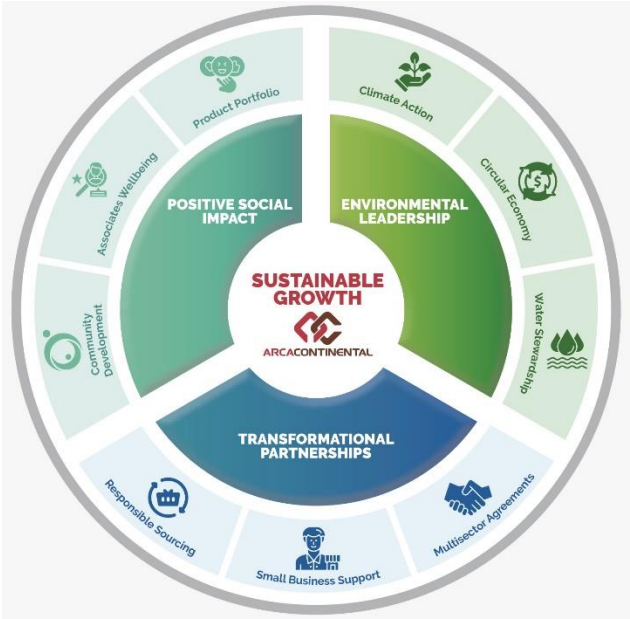 Product Portfolio
Climate Action
Associates Wellbeing
Circular Economy
POSITIVE SOCIAL
IMPACT
ENVIRONMENTAL
LEADERSHIP
SUSTAINABLE
GROWTH
ARCACONTINENTAL
Community
Development
Water Stewardship
TRANSFORMATIONAL
PARTNERSHIPS
Responsible Sourcing
Small Business Support
Multisector Agreements